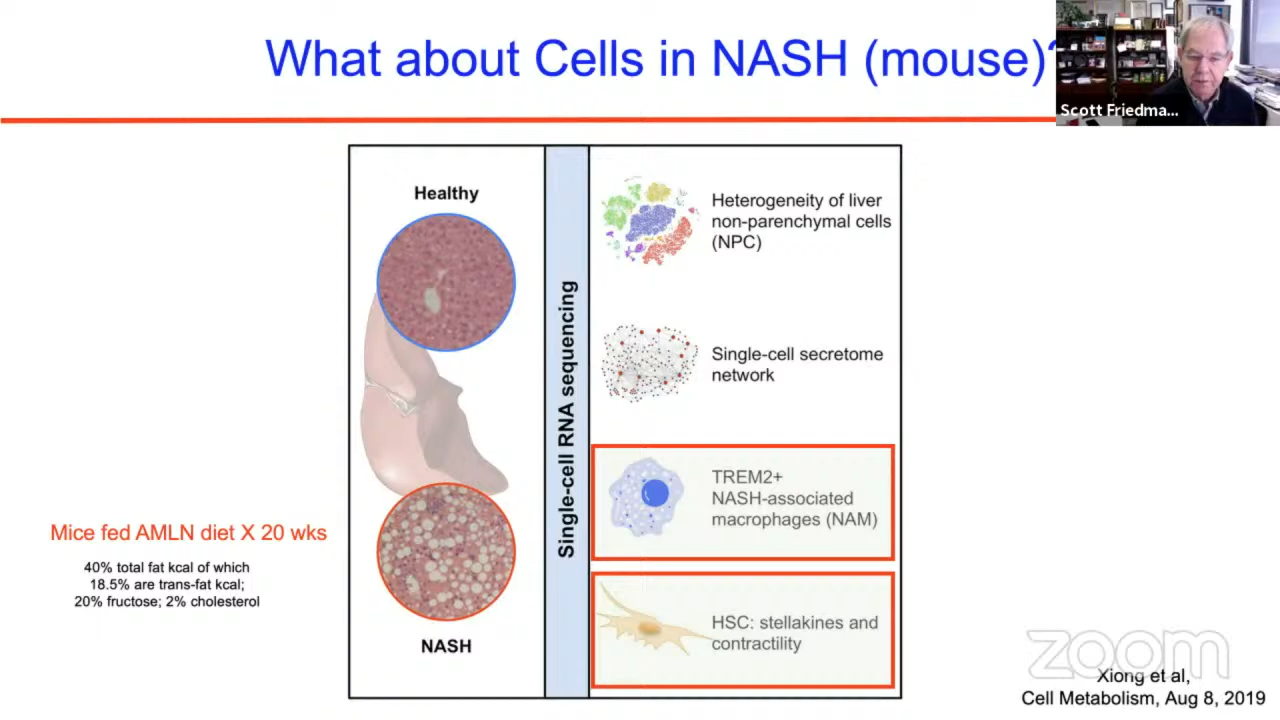 What about Cells in NASH (mouse)?
Scott Friedma...
Healthy
Single-cell RNA sequencing
Heterogeneity of liver
non-parenchymal cells
(NPC)
Single-cell secretome
network
TREM2+
NASH-associated
macrophages (NAM)
Mice fed AMLN diet X 20 wks
40% total fat kcal of which
18.5% are trans-fat kcal;
20% fructose; 2% cholesterol
HSC: stellakines and
contractility
NASH
zoom
Xiong et al,
Cell Metabolism, Aug 8, 2019